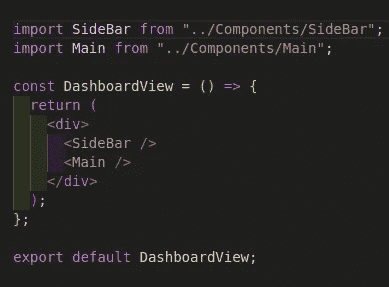 import SideBar from "../Components/SideBar";
import Main from "../Components/Main";
const DashboardView = () => {
return (
<div>
<SideBar />
<Main />
</div>
);
};
export default DashboardView;